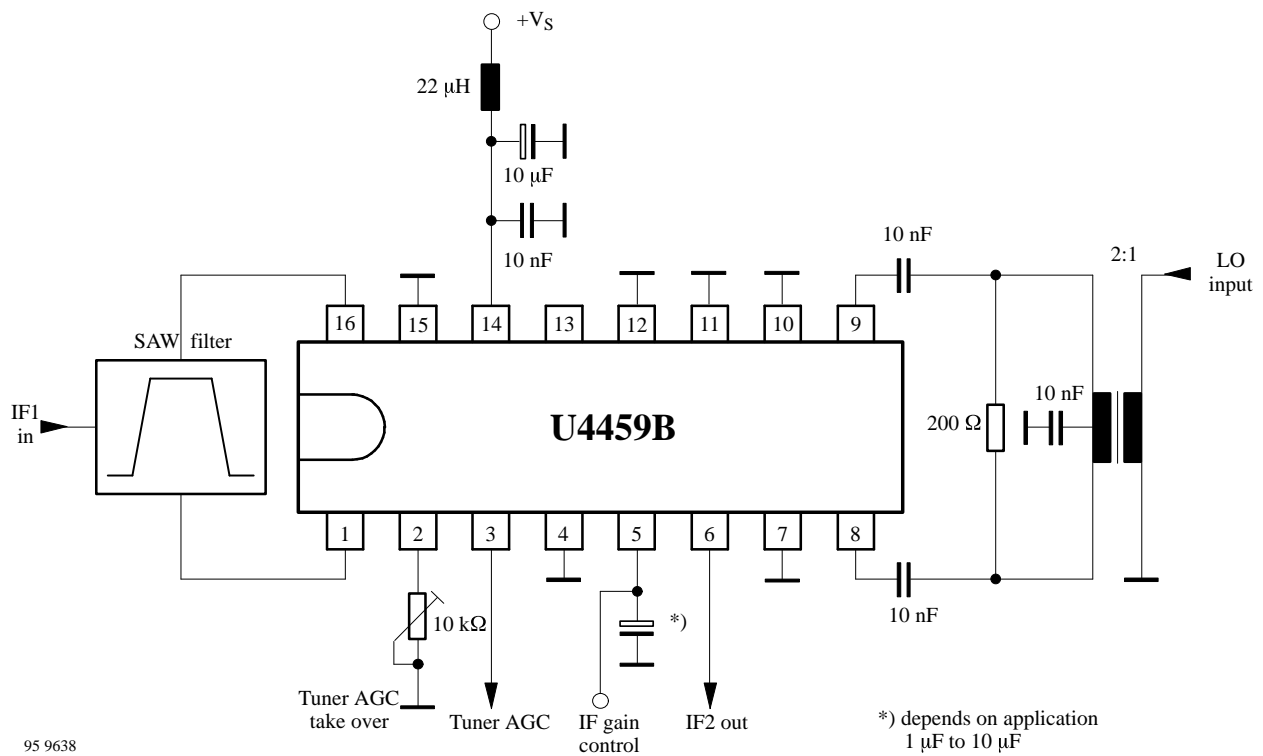 +VS
22 μH
10 μF
10 nF
10 nF
2:1
LO
input
16
15
14
13
12
11
10
9
SAW filter
IF1
in
U4459B
200 Ω
10 nF
1
2
3
4
5
6
7
8
10 nF
10 kΩ
*)
Tuner AGC
take over
Tuner AGC
IF gain
control
IF2 out
*) depends on application
1 μF to 10 μF
95 9638